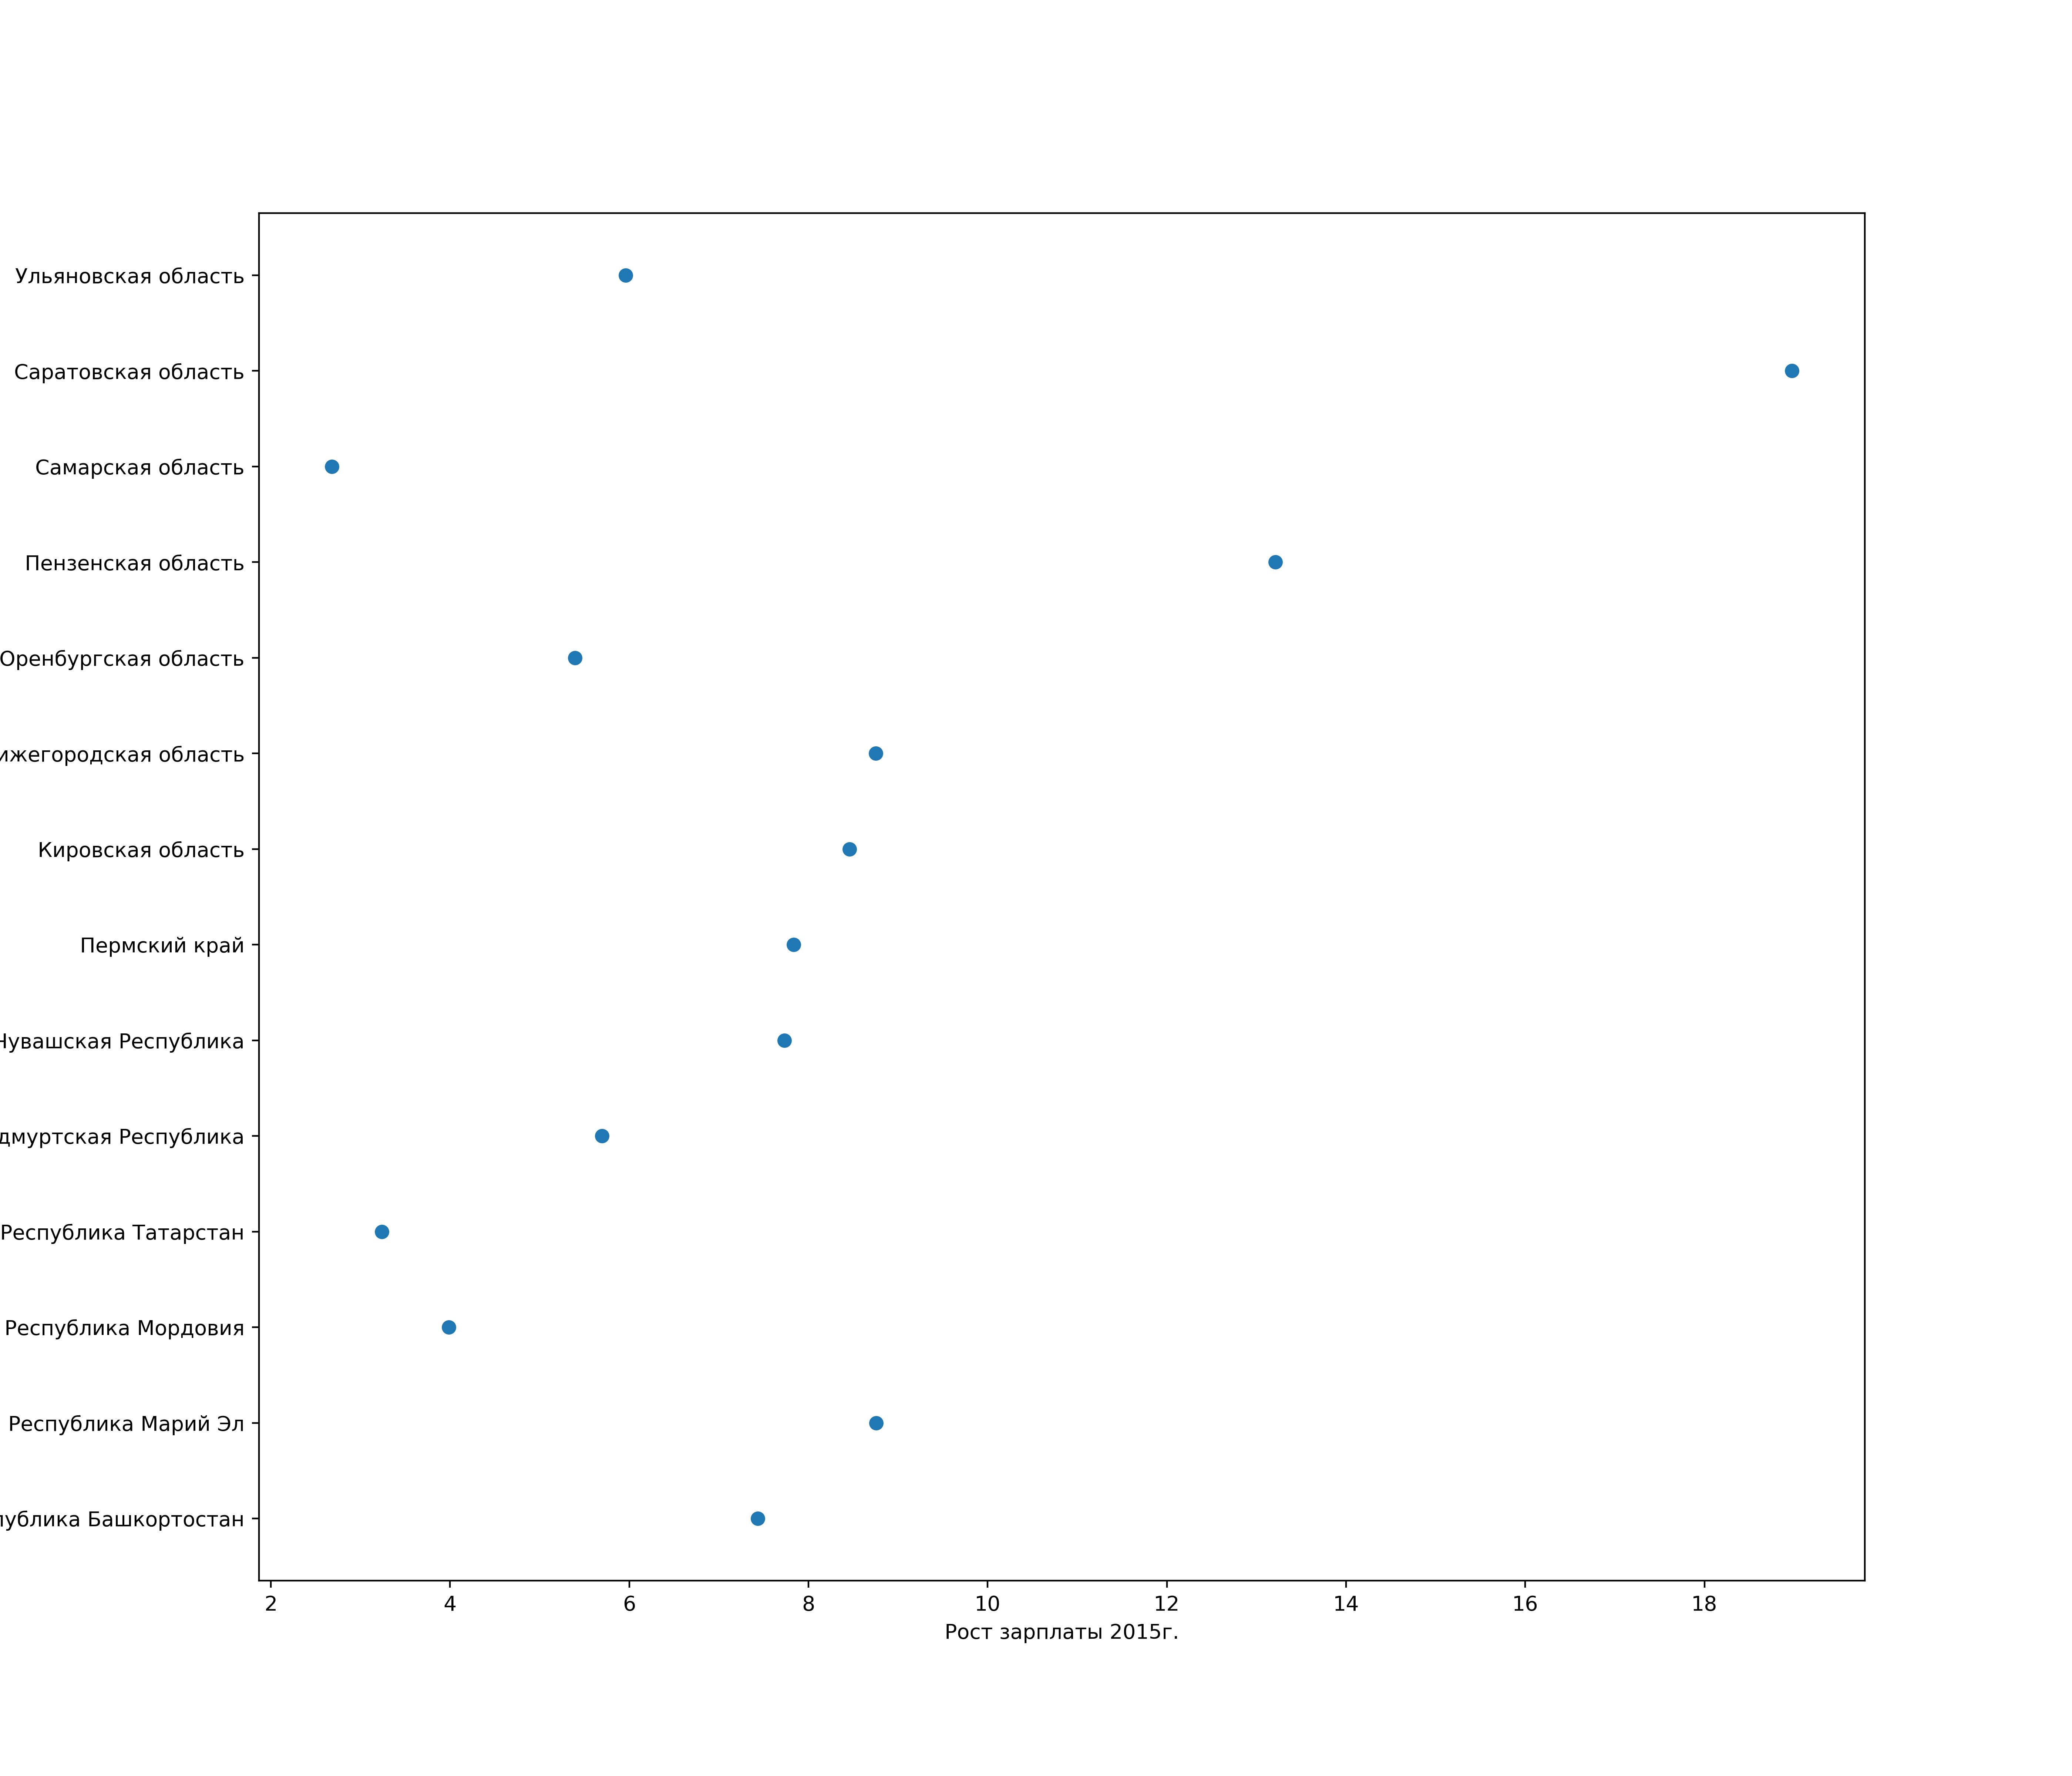 Ульяновская область
Саратовская область
Самарская область
Пензенская область
Оренбургская область
ижегородская область
Кировская область
Пермский край
Чувашская Республика
дмуртская Республика
Республика Татарстан
Республика Мордовия
Республика Марий Эл
публика Башкортостан
2 4 6 8 10 12 14 16 18
Рост зарплаты 2015г.